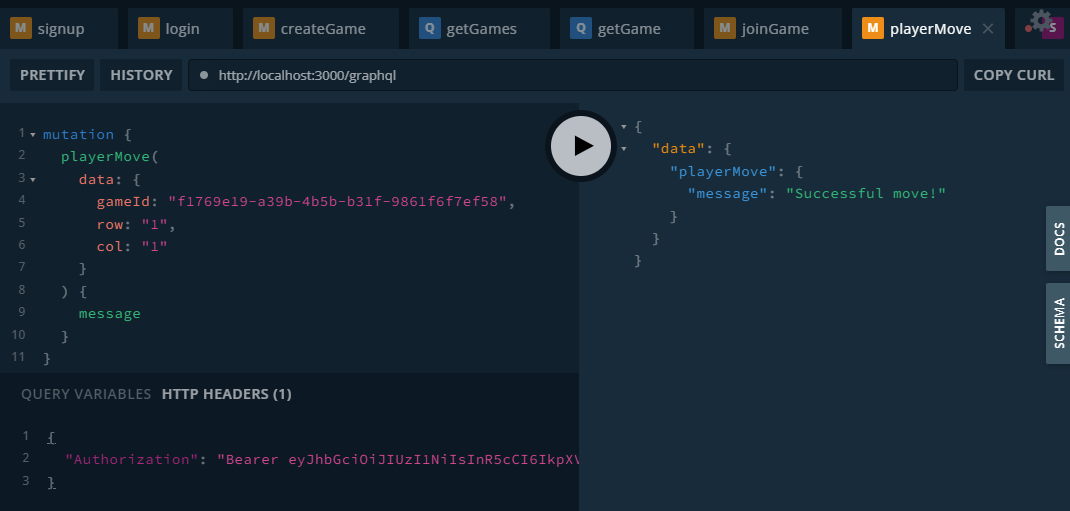 M signup M login M createGame Q getGames Q getGame M joinGame M playerMove S
PRETTIFY HISTORY http://localhost:3000/graphql COPY CURL
1 mutation {
2 playerMove(
3 data: {
4 gameId: "f1769e19-a39b-4b5b-b31f-9861f6f7ef58",
5 row: "1",
6 col: "1"
7 }
8 ) {
9 message
10 }
11 }
{
"data": {
"playerMove": {
"message": "Successful move!"
}
}
}
DOCS
SCHEMA
QUERY VARIABLES HTTP HEADERS (1)
1 {
2 "Authorization": "Bearer eyJhbGciOiJIUzI1NiIsInR5cCI6IkpXV
3 }